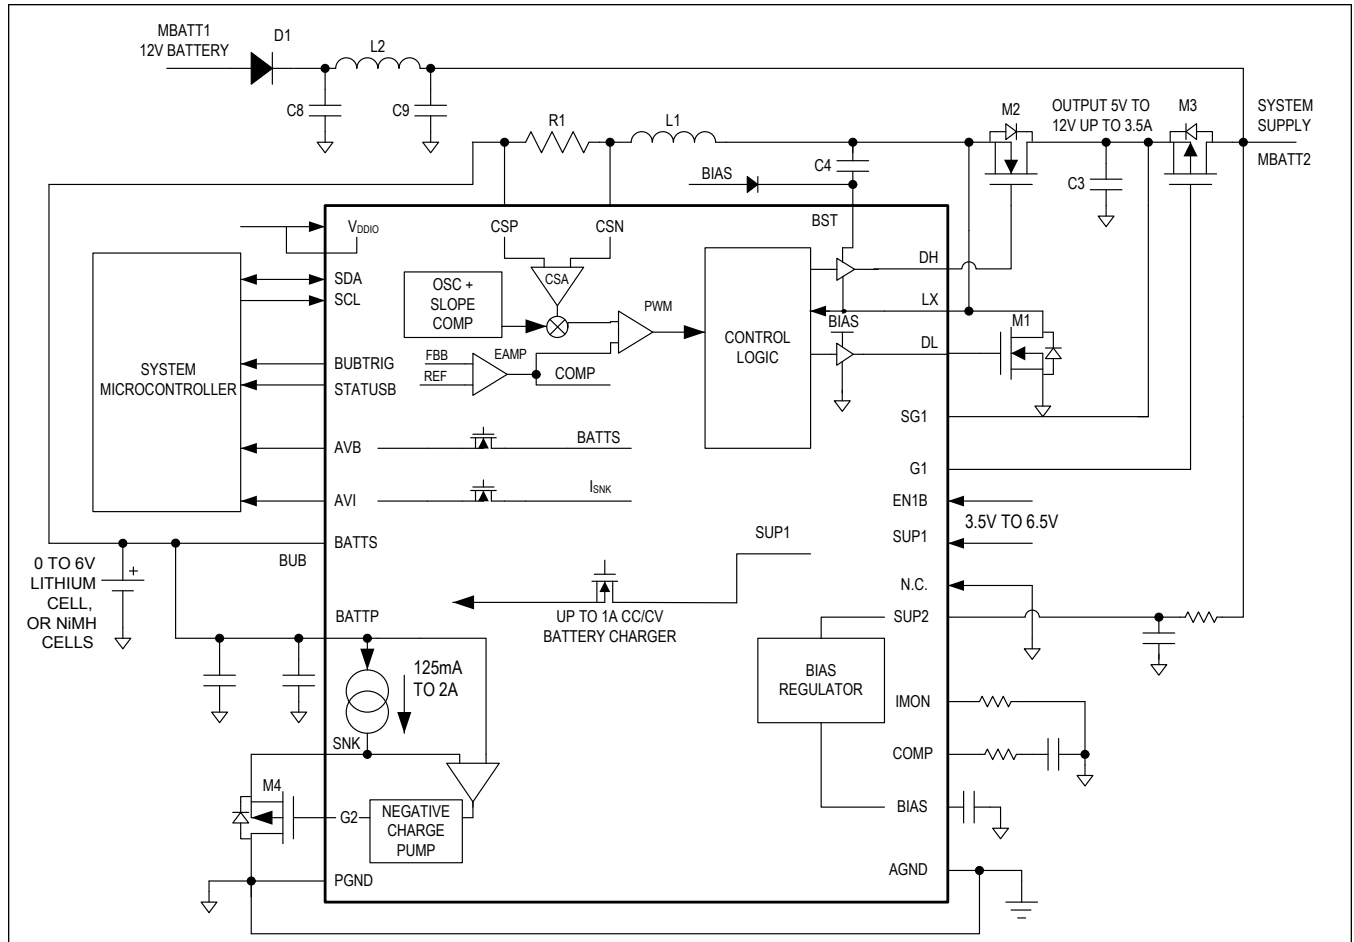 MBATT1
12V BATTERY
D1
L2
C8
C9
R1
L1
M2
OUTPUT 5V TO
12V UP TO 3.5A
M3
SYSTEM
SUPPLY
MBATT2
BIAS
C4
C3
VDDIO
CSP
CSN
BST
SDA
SCL
OSC +
SLOPE
COMP
CSA
PWM
CONTROL
LOGIC
DH
LX
BIAS
M1
DL
SYSTEM
MICROCONTROLLER
BUBTRIG
STATUSB
FBB
REF
EAMP
COMP
SG1
AVB
BATTS
G1
AVI
ISNK
EN1B
3.5V TO 6.5V
SUP1
SUP1
BATTS
BUB
0 TO 6V
LITHIUM
CELL,
OR NiMH
CELLS
+
N.C.
BATTP
UP TO 1A CC/CV
BATTERY CHARGER
SUP2
125mA
TO 2A
BIAS
REGULATOR
IMON
SNK
COMP
M4
G2
NEGATIVE
CHARGE
PUMP
BIAS
PGND
AGND